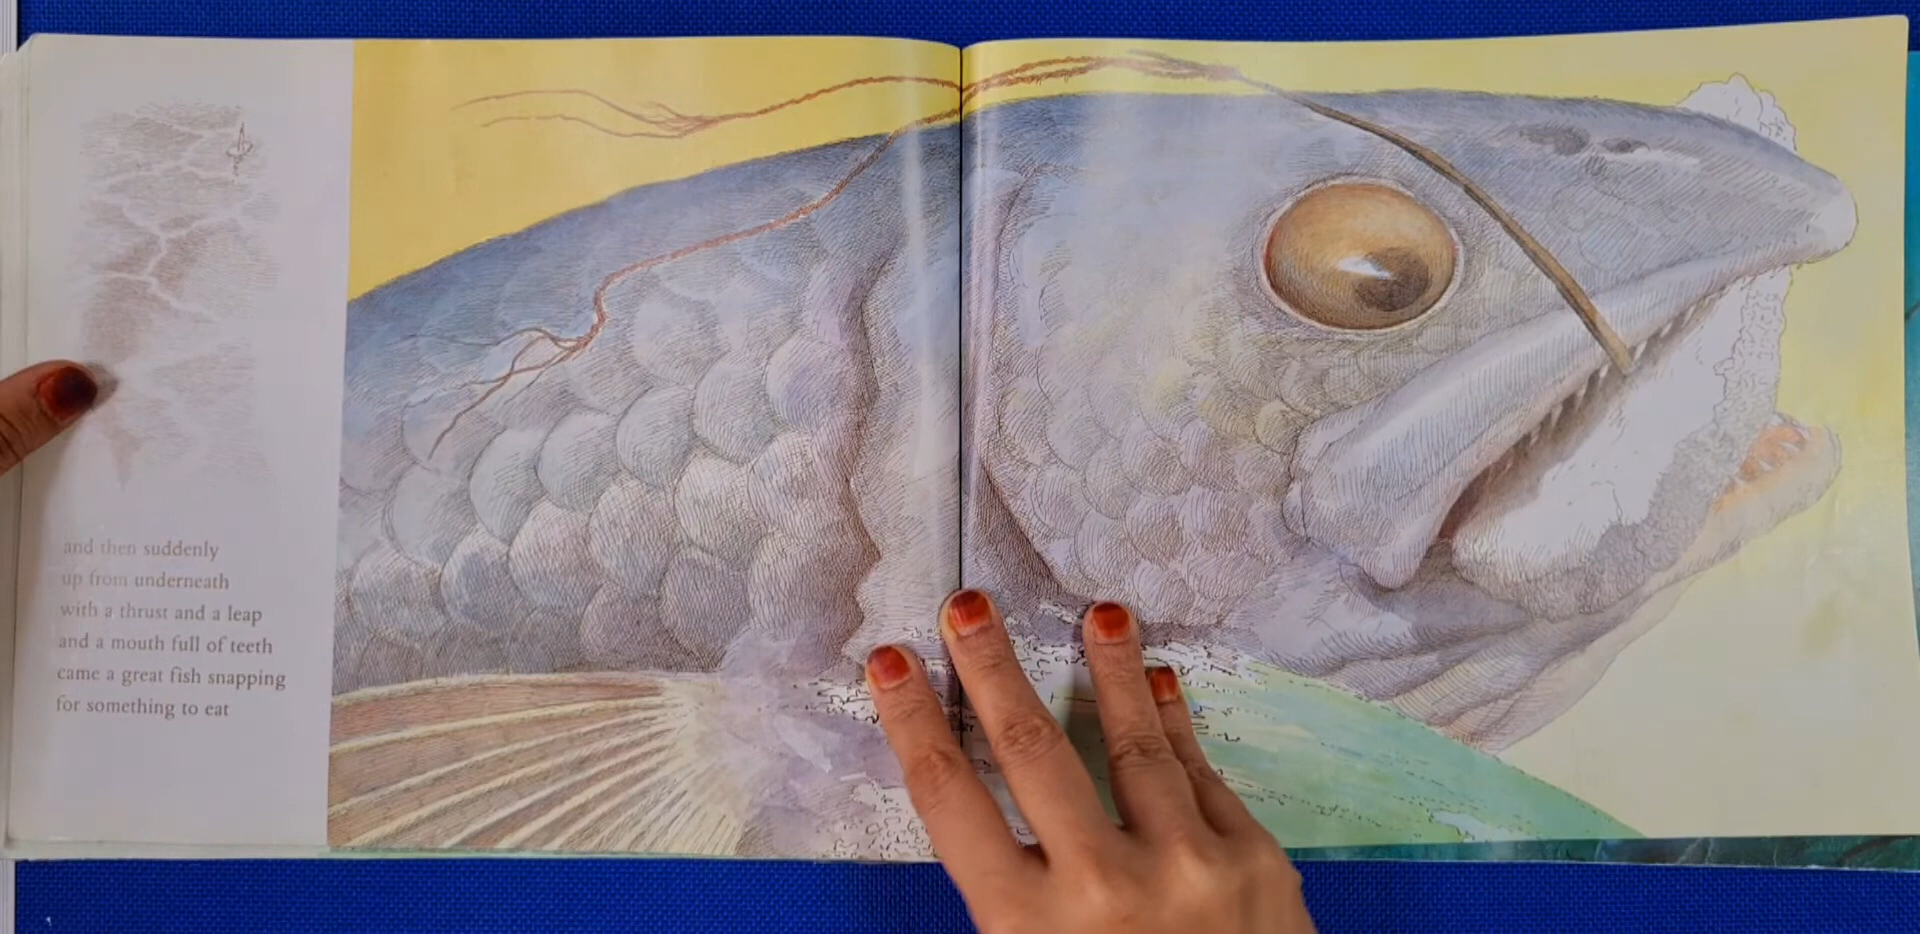 and then suddenly
up from underneath
with a thrust and a leap
and a mouth full of teeth
came a great fish snapping
for something to eat